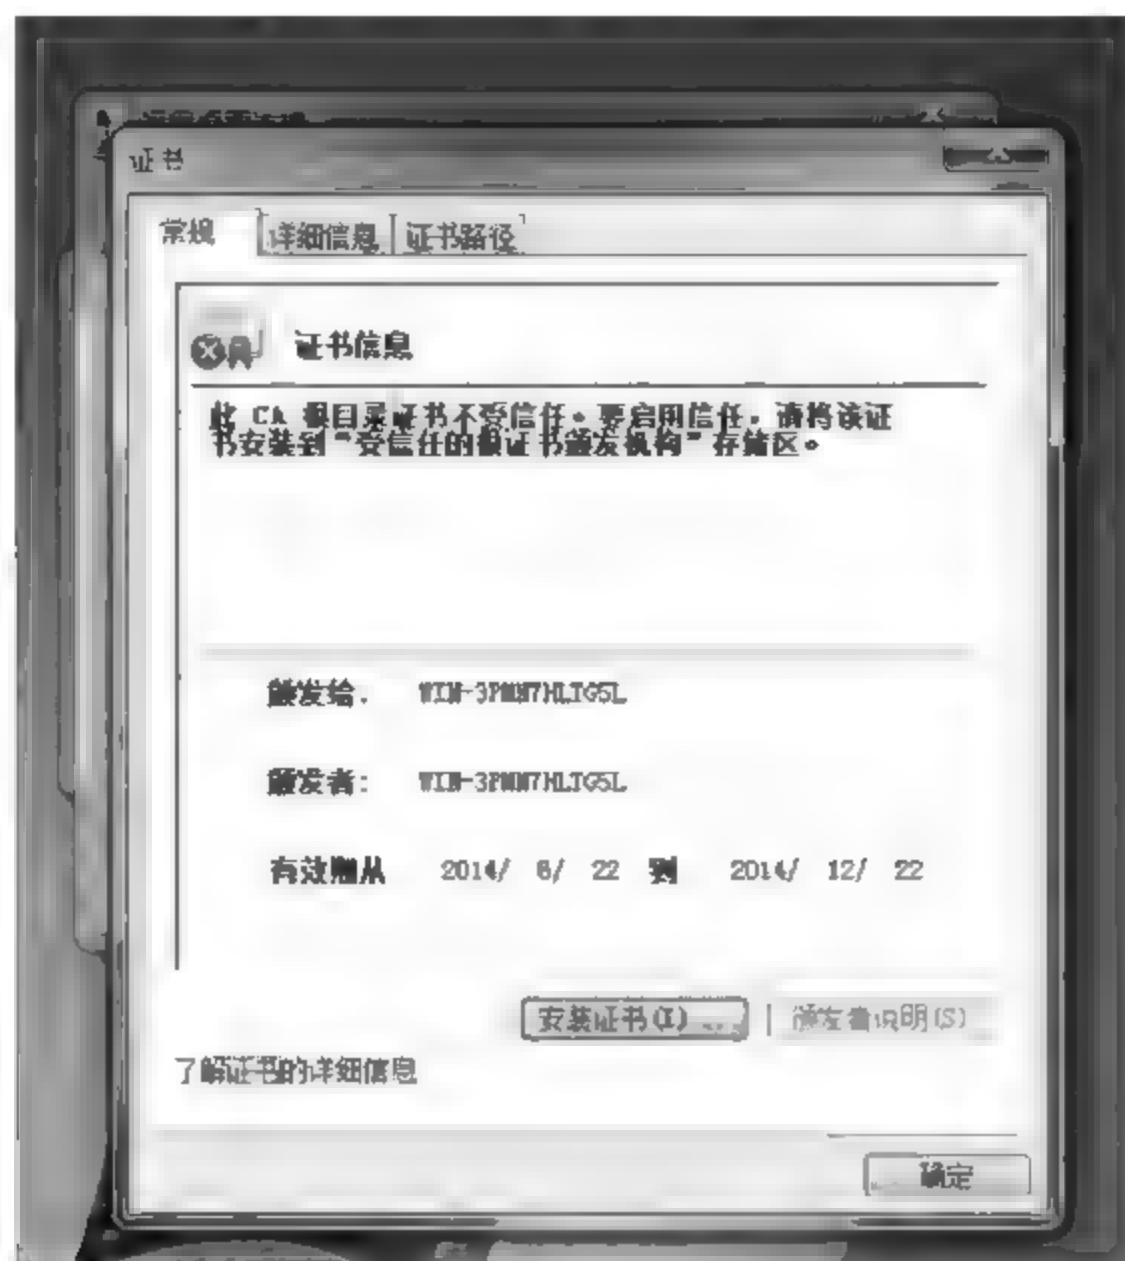 证书
常规 详细信息 证书路径
证书信息
此 CA 根目录证书不受信任。要启用信任，请将该证
书安装到“受信任的根证书颁发机构”存储区。
颁发给：
颁发者：
有效期从 2014/ 6/ 22 到 2014/ 12/ 22
安装证书(I)... 颁发者说明(S)
了解证书的详细信息
确定